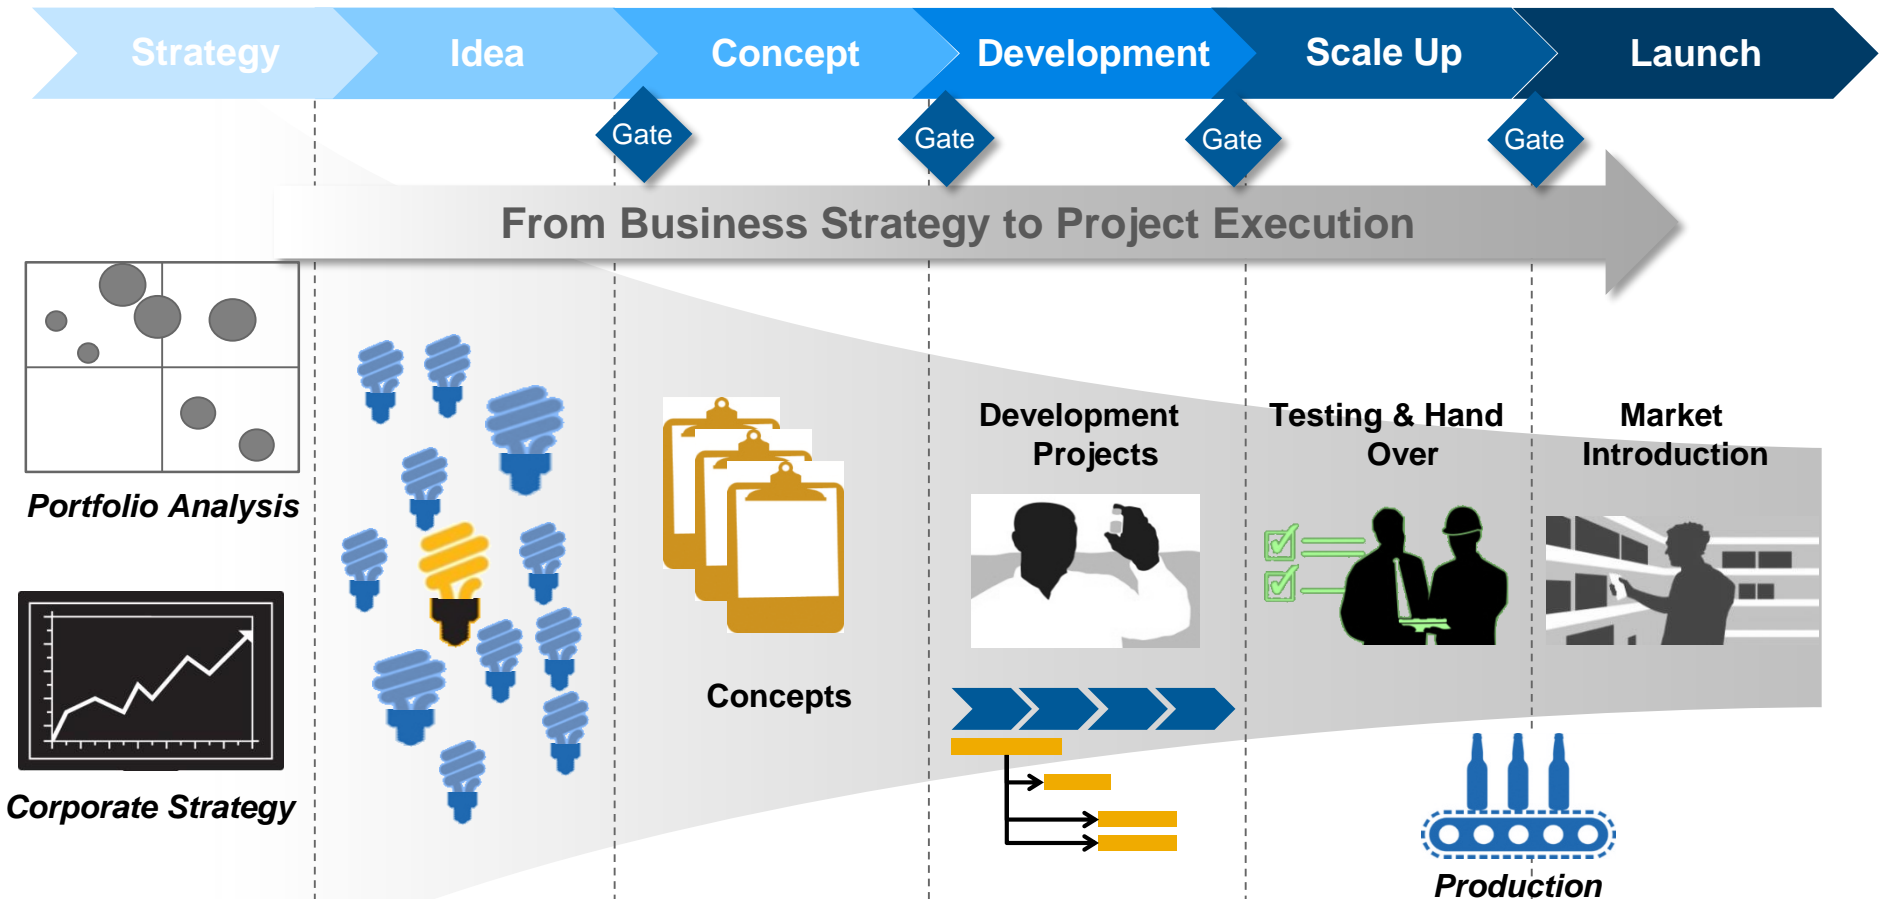 Strategy
Idea
Concept
Development
Scale Up
Launch
Gate
Gate
Gate
Gate
From Business Strategy to Project Execution
Portfolio Analysis
Corporate Strategy
Concepts
Development
Projects
Testing & Hand
Over
Market
Introduction
Production